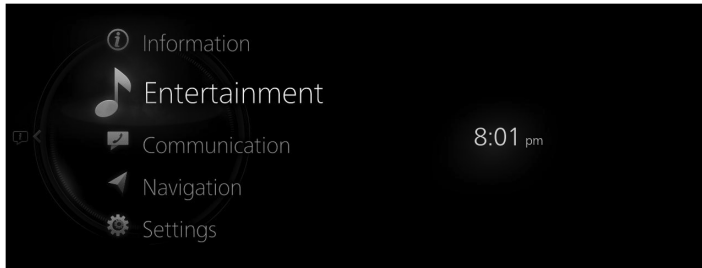 Information
Entertainment
Communication
8:01 pm
Navigation
Settings